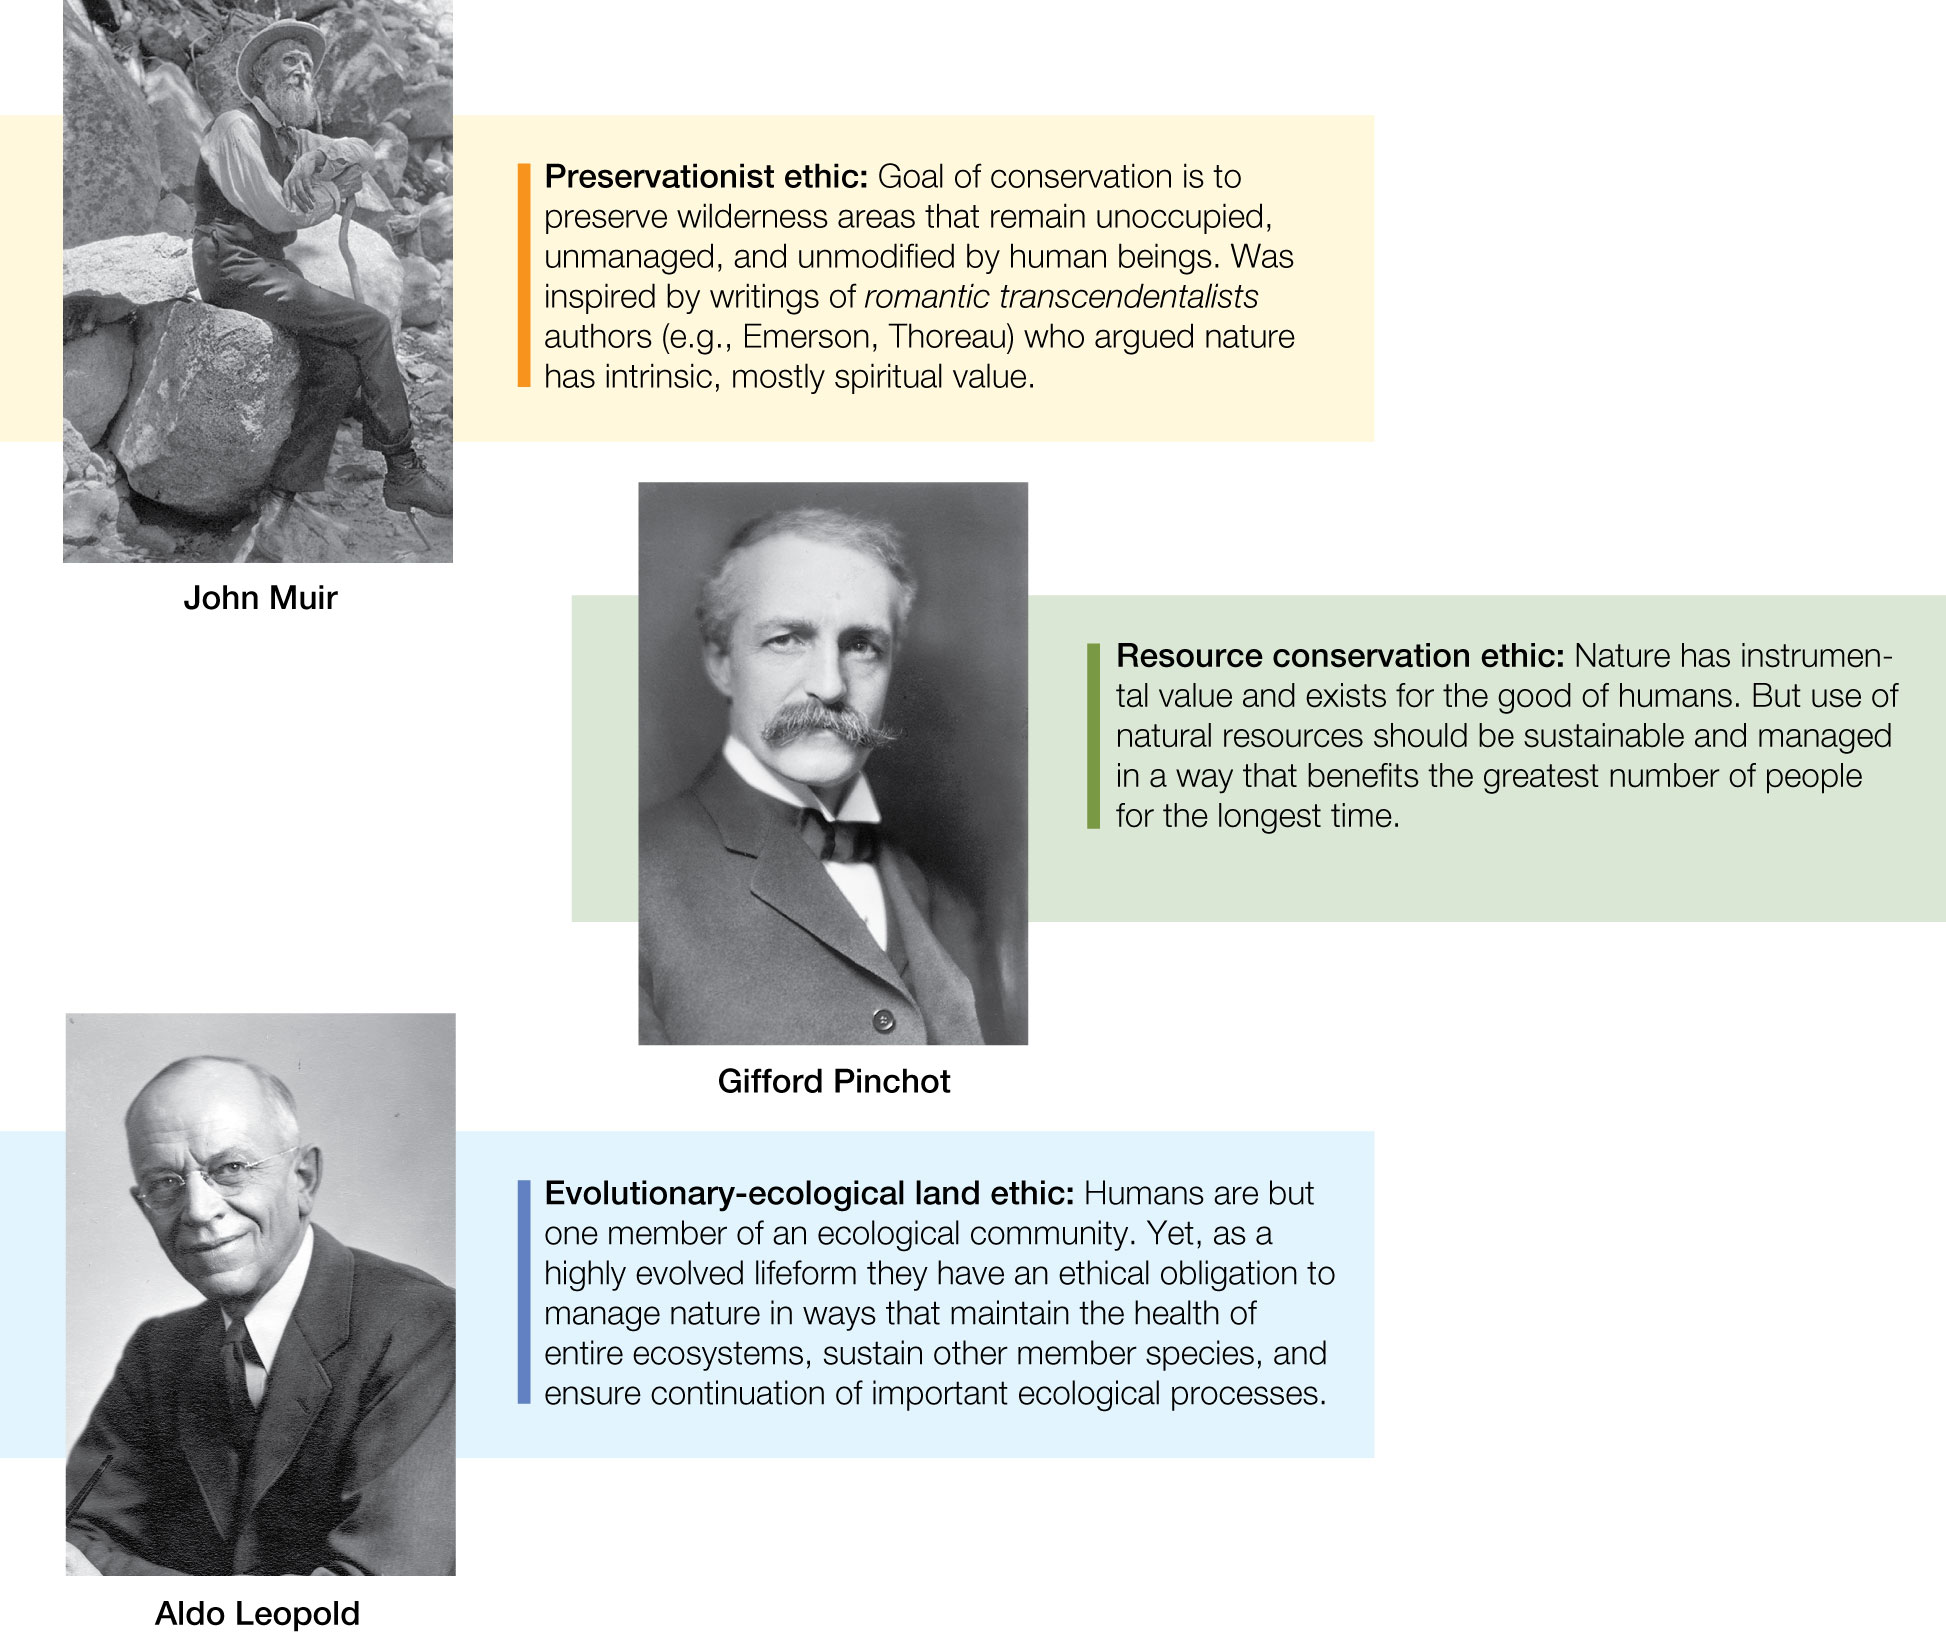 Preservationist ethic: Goal of conservation is to
preserve wilderness areas that remain unoccupied,
unmanaged, and unmodified by human beings. Was
inspired by writings of romantic transcendentalists
authors (e.g., Emerson, Thoreau) who argued nature
has intrinsic, mostly spiritual value.
John Muir
Resource conservation ethic: Nature has instrumen-
tal value and exists for the good of humans. But use of
natural resources should be sustainable and managed
in a way that benefits the greatest number of people
for the longest time.
Gifford Pinchot
Evolutionary-ecological land ethic: Humans are but
one member of an ecological community. Yet, as a
highly evolved lifeform they have an ethical obligation to
manage nature in ways that maintain the health of
entire ecosystems, sustain other member species, and
ensure continuation of important ecological processes.
Aldo Leopold